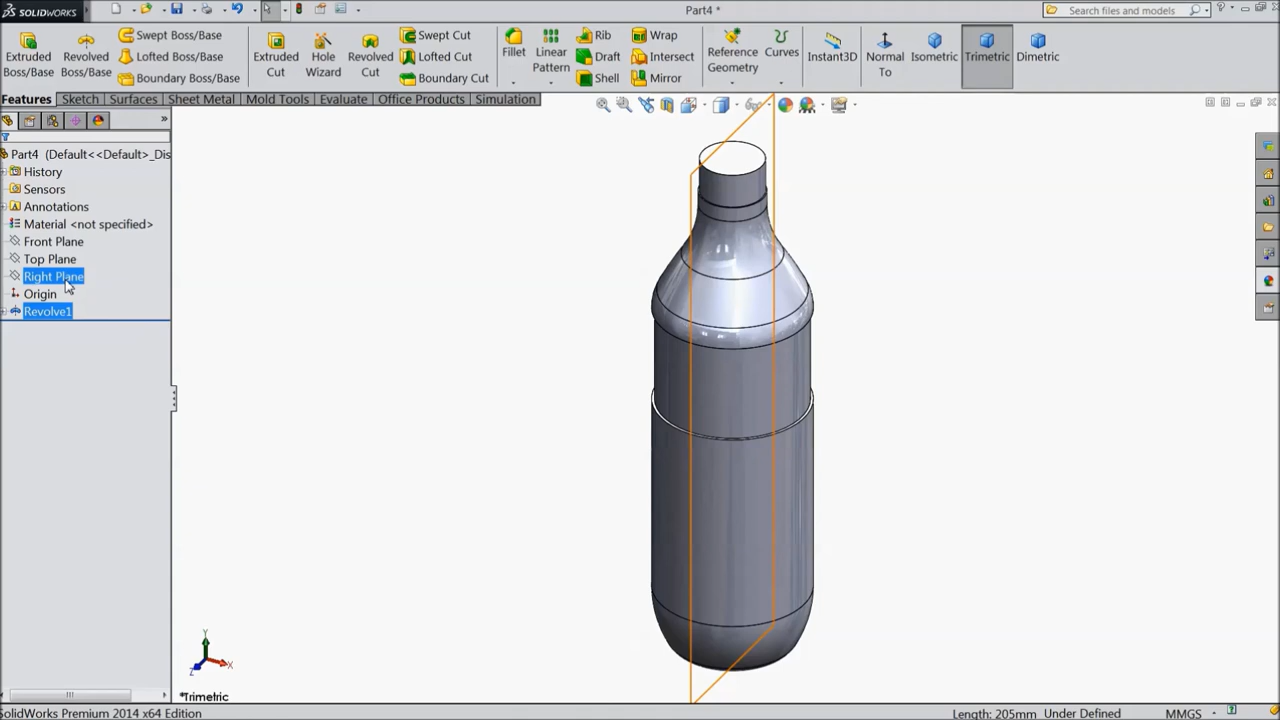 SOLIDWORKS
Part4 *
Search files and models
Extruded Boss/Base
Revolved Boss/Base
Swept Boss/Base
Lofted Boss/Base
Boundary Boss/Base
Extruded Cut
Hole Wizard
Revolved Cut
Swept Cut
Lofted Cut
Boundary Cut
Fillet
Linear Pattern
Rib
Draft
Shell
Wrap
Intersect
Mirror
Reference Geometry
Curves
Instant3D
Normal To
Isometric
Trimetric
Dimetric
Features
Sketch
Surfaces
Sheet Metal
Mold Tools
Evaluate
Office Products
Simulation
Part4 (Default<<Default>_Dis
History
Sensors
Annotations
Material <not specified>
Front Plane
Top Plane
Right Plane
Origin
Revolve1
Y
X
Z
*Trimetric
SolidWorks Premium 2014 x64 Edition
Length: 205mm Under Defined
MMGS